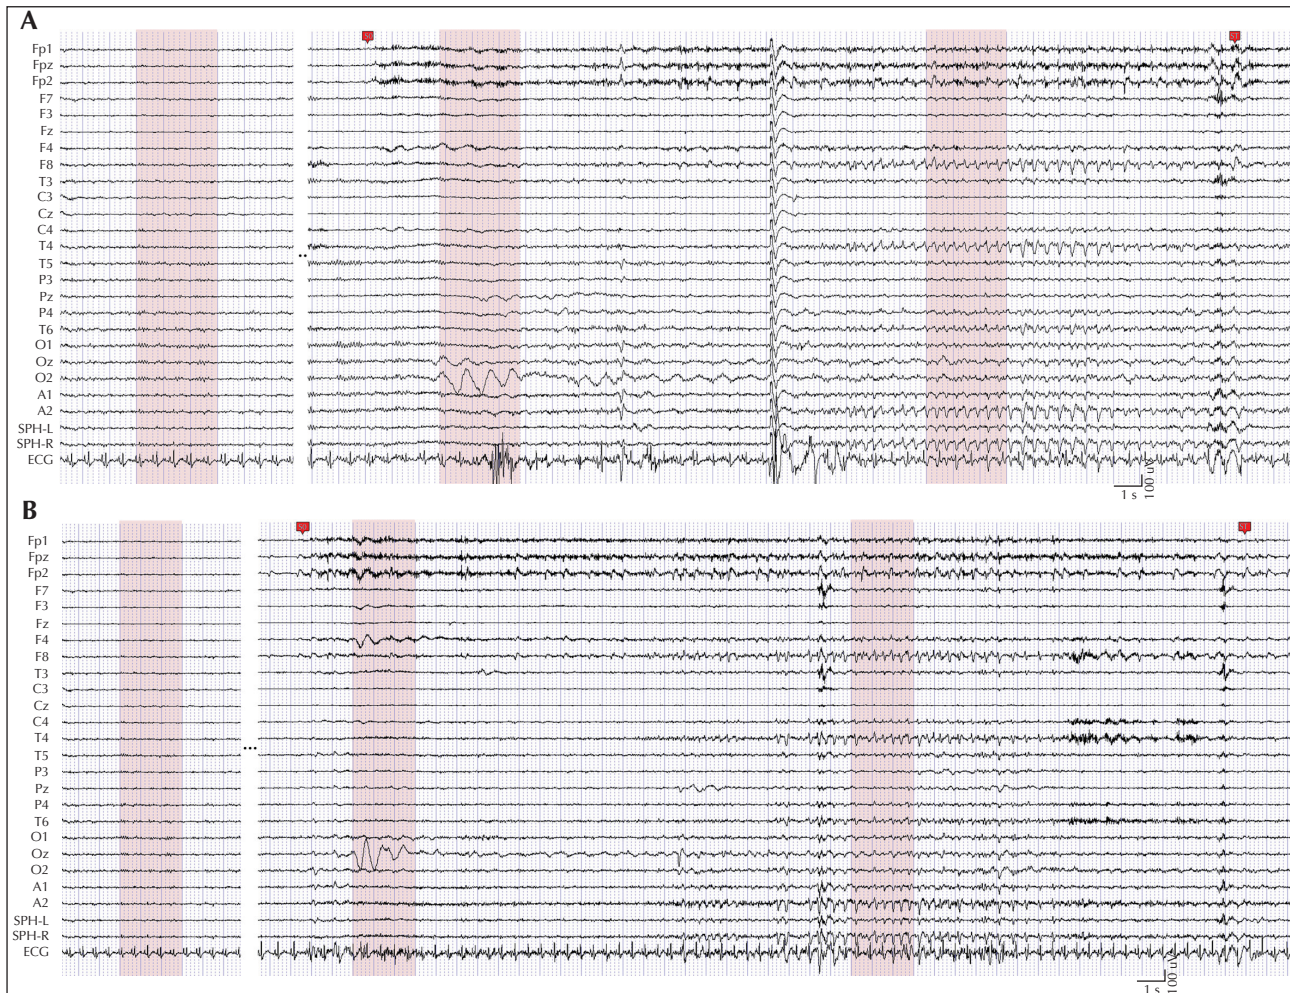 A
Fp1
Fpz
Fp2
F7
F3
Fz
F4
F8
T3
C3
Cz
C4
T4
T5
P3
Pz
P4
T6
O1
Oz
O2
A1
A2
SPH-L
SPH-R
ECG
..
1 s
100 uV
B
Fp1
Fpz
Fp2
F7
F3
Fz
F4
F8
T3
C3
Cz
C4
T4
T5
P3
Pz
P4
T6
O1
Oz
O2
A1
A2
SPH-L
SPH-R
ECG
...
1 s
100 uV